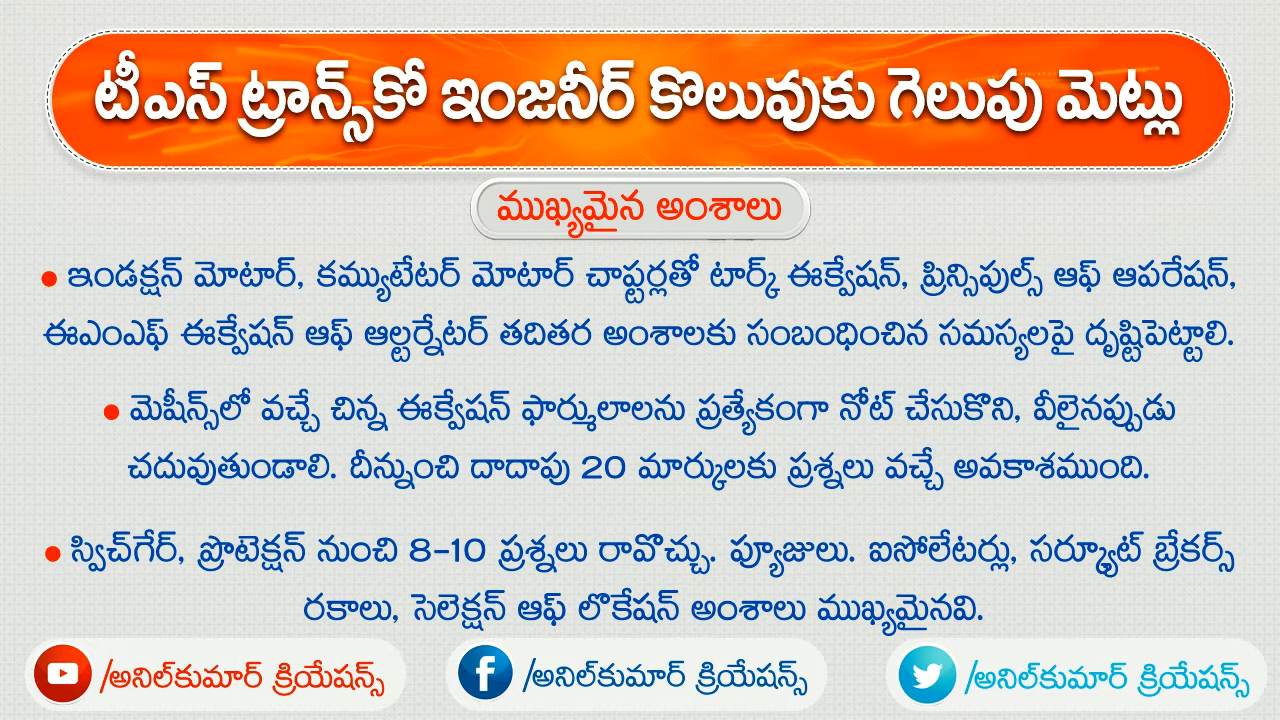 టీఎస్ ట్రాన్స్‌కో ఇంజనీర్ కొలువుకు గెలుపు మెట్లు
ముఖ్యమైన అంశాలు
• ఇండక్షన్ మోటార్, కమ్యుటేటర్ మోటార్ చాప్టర్లతో టార్క్ ఈక్వేషన్, ప్రిన్సిపుల్స్ ఆఫ్ ఆపరేషన్,
ఈఎంఎఫ్ ఈక్వేషన్ ఆఫ్ ఆల్టర్నేటర్ తదితర అంశాలకు సంబంధించిన సమస్యలపై దృష్టిపెట్టాలి.
• మెషీన్స్‌లో వచ్చే చిన్న ఈక్వేషన్ ఫార్ములాలను ప్రత్యేకంగా నోట్ చేసుకొని, వీలైనప్పుడు
చదువుతుండాలి. దీన్నుంచి దాదాపు 20 మార్కులకు ప్రశ్నలు వచ్చే అవకాశముంది.
• స్విచ్‌గేర్, ప్రొటెక్షన్ నుంచి 8-10 ప్రశ్నలు రావొచ్చు. ఫ్యూజులు. ఐసోలేటర్లు, సర్క్యూట్ బ్రేకర్స్
రకాలు, సెలెక్షన్ ఆఫ్ లొకేషన్ అంశాలు ముఖ్యమైనవి.
/అనిల్‌కుమార్ క్రియేషన్స్ /అనిల్‌కుమార్ క్రియేషన్స్ /అనిల్‌కుమార్ క్రియేషన్స్